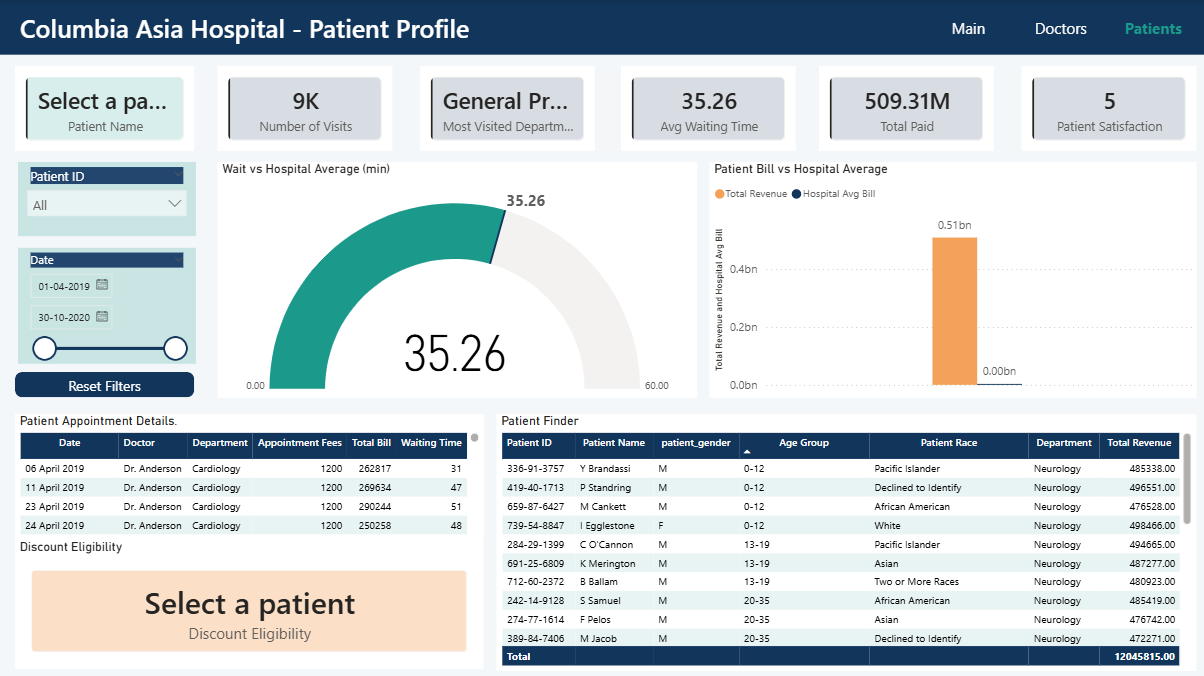 Columbia Asia Hospital - Patient Profile
Main Doctors Patients
Select a pa...
Patient Name
9K
Number of Visits
General Pr...
Most Visited Departm...
35.26
Avg Waiting Time
509.31M
Total Paid
5
Patient Satisfaction
Patient ID
All
Date
01-04-2019
30-10-2020
Reset Filters
Wait vs Hospital Average (min)
35.26
35.26
0.00
60.00
Patient Bill vs Hospital Average
Total Revenue Hospital Avg Bill
Total Revenue and Hospital Avg Bill
0.51bn
0.4bn
0.2bn
0.00bn
0.0bn
Patient Appointment Details.
Date Doctor Department Appointment Fees Total Bill Waiting Time
06 April 2019 Dr. Anderson Cardiology 1200 262817 31
11 April 2019 Dr. Anderson Cardiology 1200 269634 47
23 April 2019 Dr. Anderson Cardiology 1200 290244 51
24 April 2019 Dr. Anderson Cardiology 1200 250258 48
Discount Eligibility
Select a patient
Discount Eligibility
Patient Finder
Patient ID Patient Name patient_gender Age Group Patient Race Department Total Revenue
336-91-3757 Y Brandassi M 0-12 Pacific Islander Neurology 485338.00
419-40-1713 P Standring M 0-12 Declined to Identify Neurology 496551.00
659-87-6427 M Cankett M 0-12 African American Neurology 476528.00
739-54-8847 I Egglestone F 0-12 White Neurology 498466.00
284-29-1399 C O'Cannon M 13-19 Pacific Islander Neurology 494665.00
691-25-6809 K Merington M 13-19 Asian Neurology 487277.00
712-60-2372 B Ballam M 13-19 Two or More Races Neurology 480923.00
242-14-9128 S Samuel M 20-35 African American Neurology 485419.00
274-77-1614 F Pelos M 20-35 Asian Neurology 476742.00
389-84-7406 M Jacob M 20-35 Declined to Identify Neurology 472271.00
Total 12045815.00